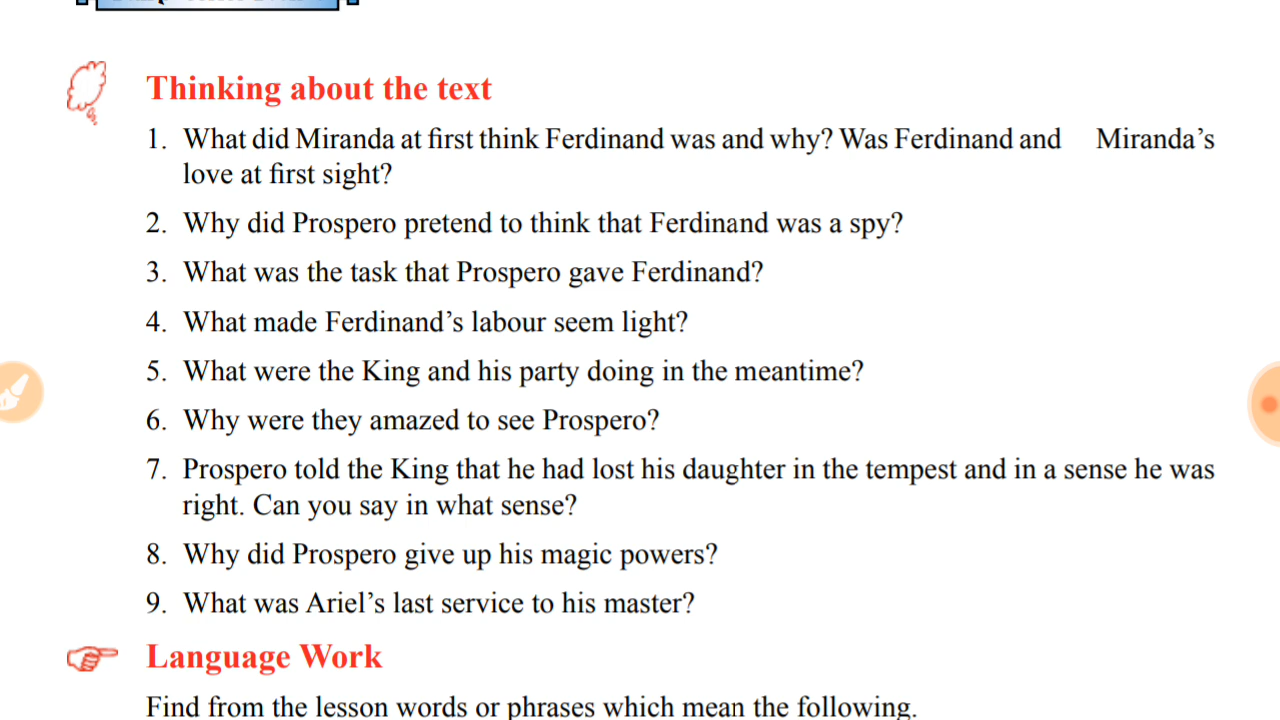 Thinking about the text
1. What did Miranda at first think Ferdinand was and why? Was Ferdinand and Miranda's
love at first sight?
2. Why did Prospero pretend to think that Ferdinand was a spy?
3. What was the task that Prospero gave Ferdinand?
4. What made Ferdinand's labour seem light?
5. What were the King and his party doing in the meantime?
6. Why were they amazed to see Prospero?
7. Prospero told the King that he had lost his daughter in the tempest and in a sense he was
right. Can you say in what sense?
8. Why did Prospero give up his magic powers?
9. What was Ariel's last service to his master?
Language Work
Find from the lesson words or phrases which mean the following.